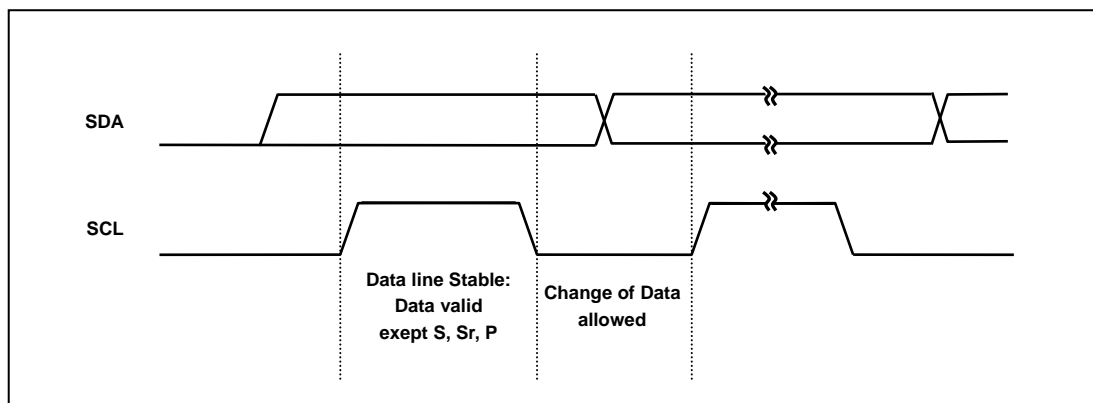 SDA
SCL
Data line Stable:
Data valid
exept S, Sr, P
Change of Data
allowed